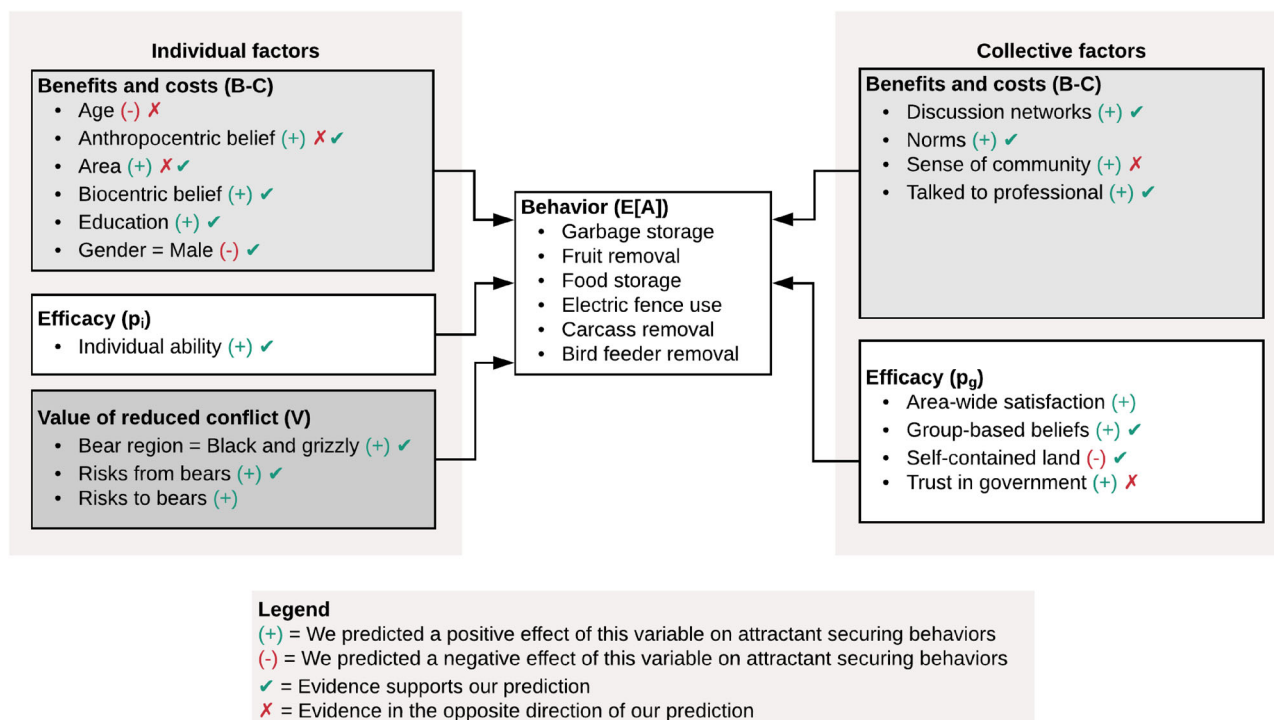 Individual factors
Benefits and costs (B-C)
• Age (-) ✗
• Anthropocentric belief (+) ✗✔
• Area (+) ✗✔
• Biocentric belief (+) ✔
• Education (+) ✔
• Gender = Male (-) ✔
Efficacy (pᵢ)
• Individual ability (+) ✔
Value of reduced conflict (V)
• Bear region = Black and grizzly (+) ✔
• Risks from bears (+) ✔
• Risks to bears (+)
Behavior (E[A])
• Garbage storage
• Fruit removal
• Food storage
• Electric fence use
• Carcass removal
• Bird feeder removal
Collective factors
Benefits and costs (B-C)
• Discussion networks (+) ✔
• Norms (+) ✔
• Sense of community (+) ✗
• Talked to professional (+) ✔
Efficacy (p_g)
• Area-wide satisfaction (+)
• Group-based beliefs (+) ✔
• Self-contained land (-) ✔
• Trust in government (+) ✗
Legend
(+) = We predicted a positive effect of this variable on attractant securing behaviors
(-) = We predicted a negative effect of this variable on attractant securing behaviors
✔ = Evidence supports our prediction
✗ = Evidence in the opposite direction of our prediction